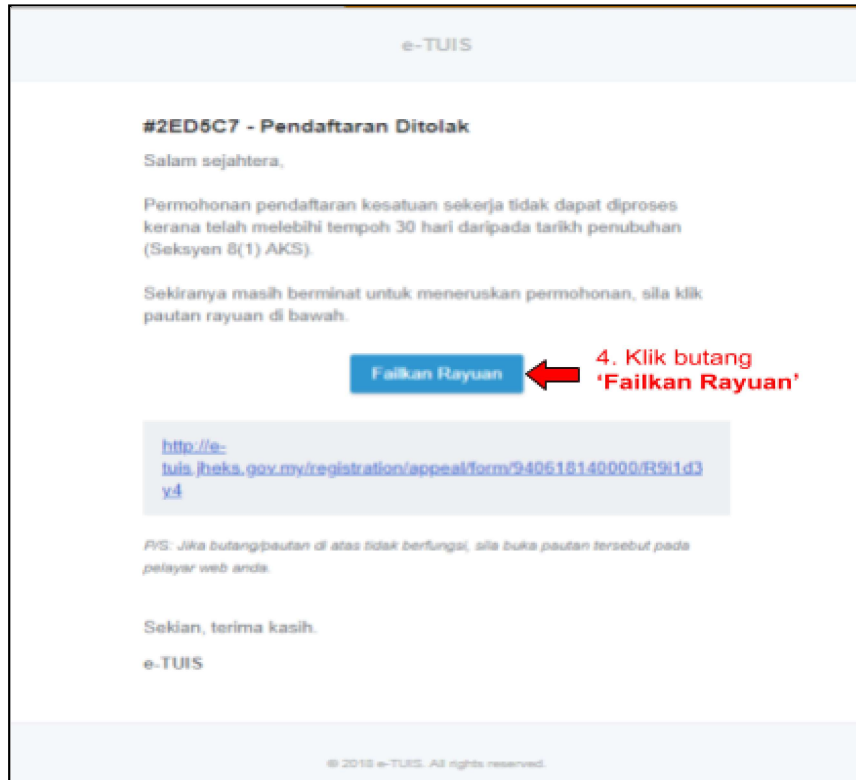 e-TUIS
#2ED5C7 - Pendaftaran Ditolak
Salam sejahtera,
Permohonan pendaftaran kesatuan sekerja tidak dapat diproses
kerana telah melebihi tempoh 30 hari daripada tarikh penubuhan
(Seksyen 8(1) AKS).
Sekiranya masih berminat untuk meneruskan permohonan, sila klik
pautan rayuan di bawah.
Failkan Rayuan
4. Klik butang
‘Failkan Rayuan’
http://e-
tuis.jheks.gov.my/registration/appeal/form/940618140000/R9i1d3
y4
P/S: Jika butang/pautan di atas tidak berfungsi, sila buka pautan tersebut pada
pelayar web anda.
Sekian, terima kasih.
e-TUIS
© 2018 e-TUIS. All rights reserved.